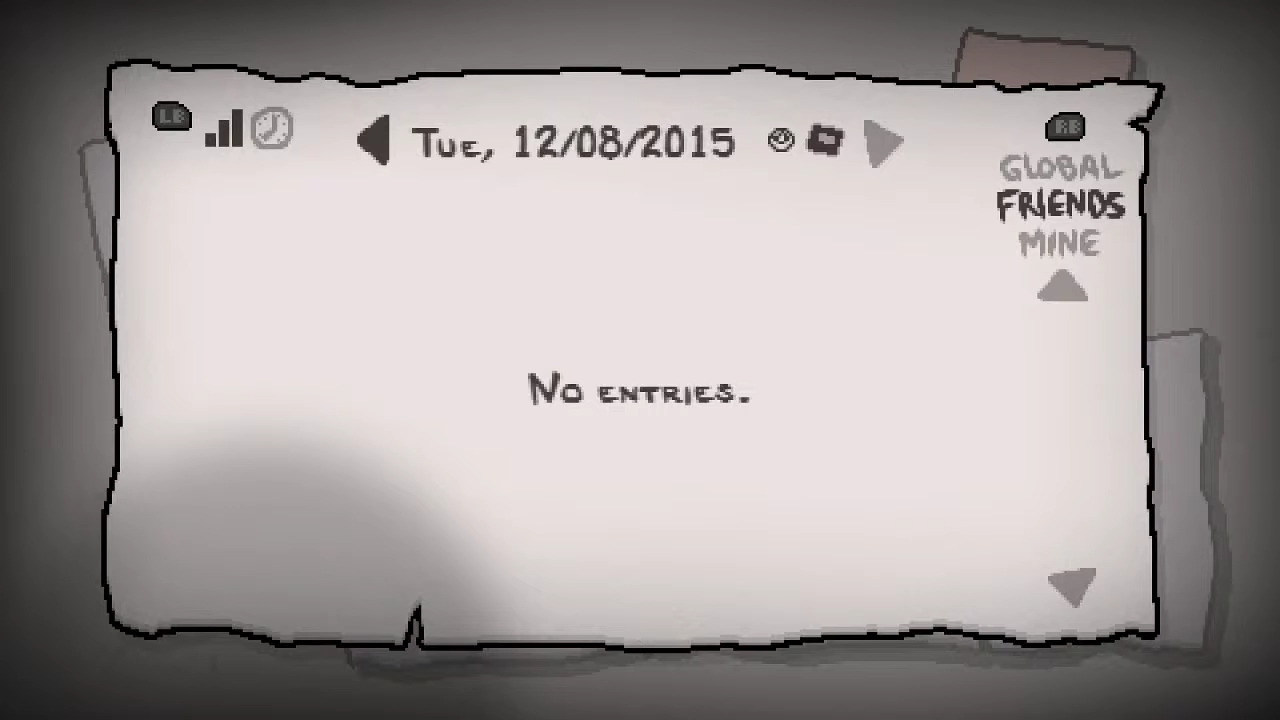 LB
Tue, 12/08/2015
RB
GLOBAL
FRIENDS
MINE
No entries.